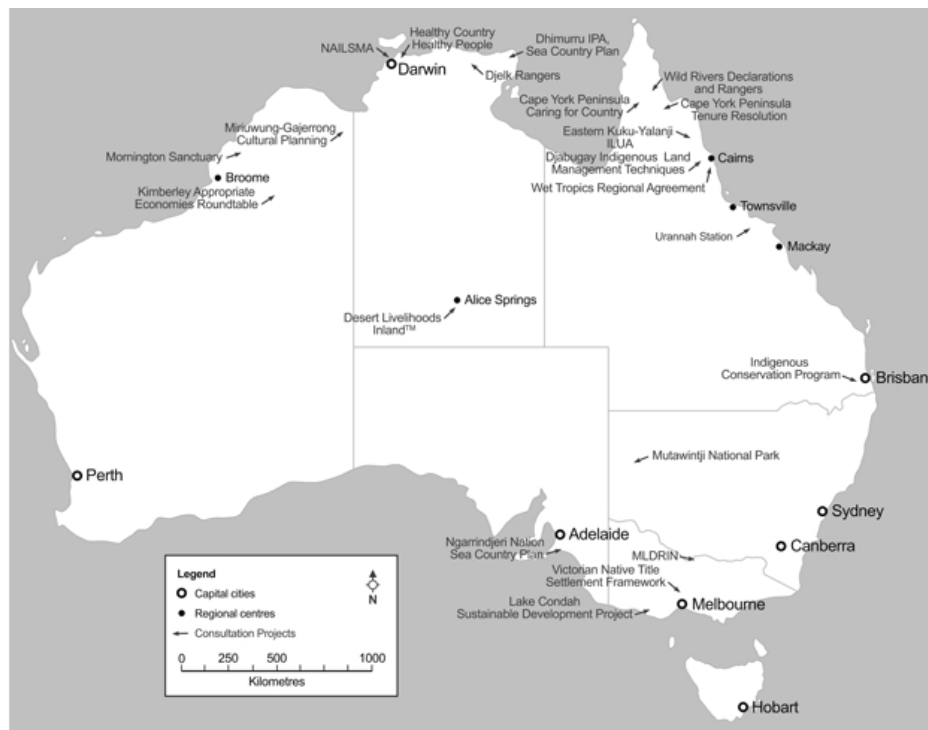 Healthy Country
Healthy People
NAILSMA
Darwin
Dhimurru IPA,
Sea Country Plan
Djelk Rangers
Wild Rivers Declarations
and Rangers
Cape York Peninsula
Caring for Country
Cape York Peninsula
Tenure Resolution
Miriuwung-Gajerrong
Cultural Planning
Mornington Sanctuary
Broome
Kimberley Appropriate
Economies Roundtable
Eastern Kuku-Yalanji
ILUA
Djabugay Indigenous Land
Management Techniques
Cairns
Wet Tropics Regional Agreement
Townsville
Urannah Station
Mackay
Alice Springs
Desert Livelihoods
Inland™
Indigenous
Conservation Program
Brisban
Mutawintji National Park
Perth
Sydney
Adelaide
Canberra
Ngarrindjeri Nation
Sea Country Plan
MLDRIN
Victorian Native Title
Settlement Framework
Lake Condah
Sustainable Development Project
Melbourne
Hobart
Legend
Capital cities
Regional centres
Consultation Projects
N
0 250 500 1000
Kilometres